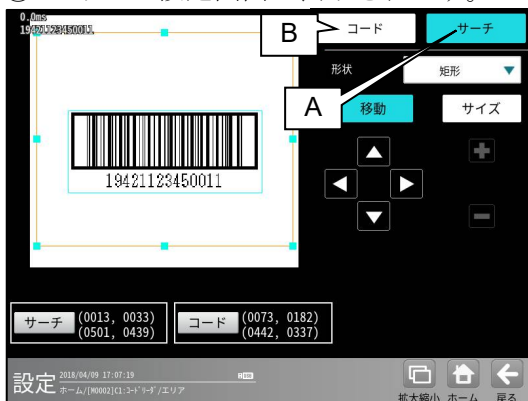 0.0ms
19421123450011
B
コード
サーチ
形状
矩形
A
移動
サイズ
19421123450011
サーチ
(0013, 0033)
(0501, 0439)
コード
(0073, 0182)
(0442, 0337)
設定
2018/04/09 17:07:19
ホーム/[M0002]C1:コードリーダ/エリア
拡大縮小
ホーム
戻る